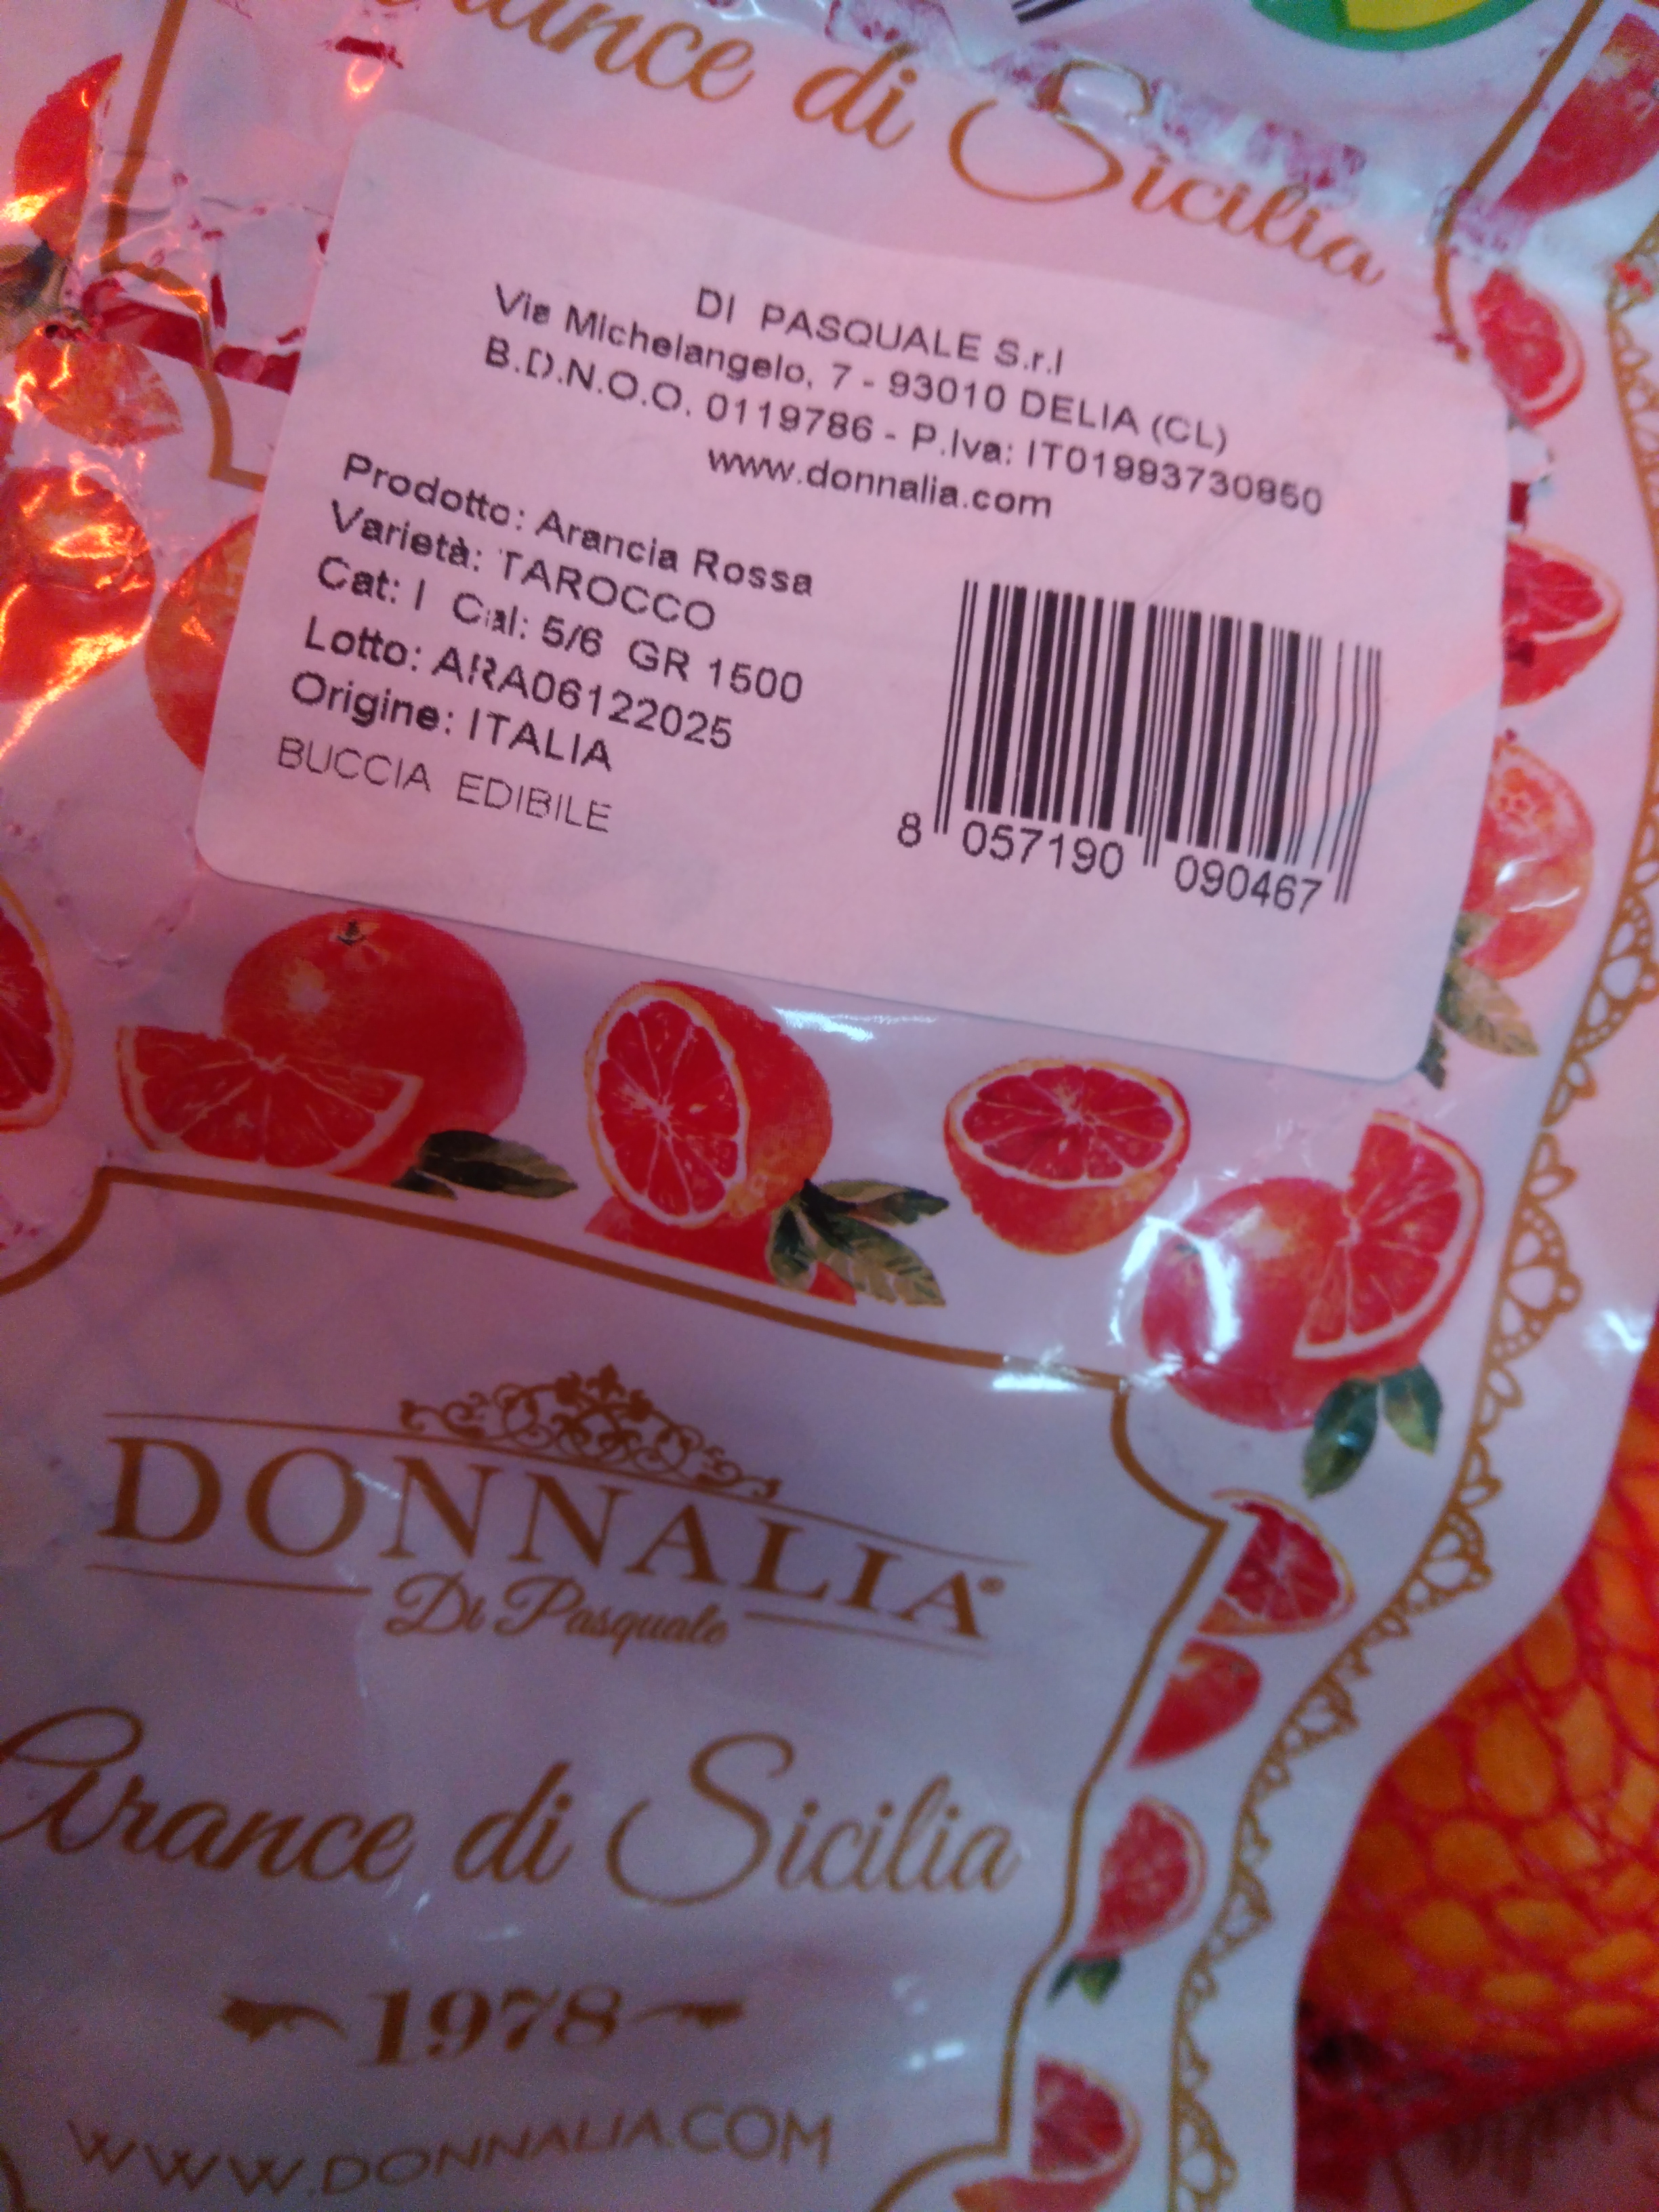 di Sicilia
DI PASQUALE S.r.l
Via Michelangelo, 7 - 93010 DELIA (CL)
B.D.N.O.O. 0119786 - P.Iva: IT01993730850
www.donnalia.com
Prodotto: Arancia Rossa
Varietà: TAROCCO
Cat: I Cal: 5/6 GR 1500
Lotto: ARA06122025
Origine: ITALIA
BUCCIA EDIBILE
8 057190 090467
DONNALIA®
Di Pasquale
Arance di Sicilia
1978
WWW.DONNALIA.COM